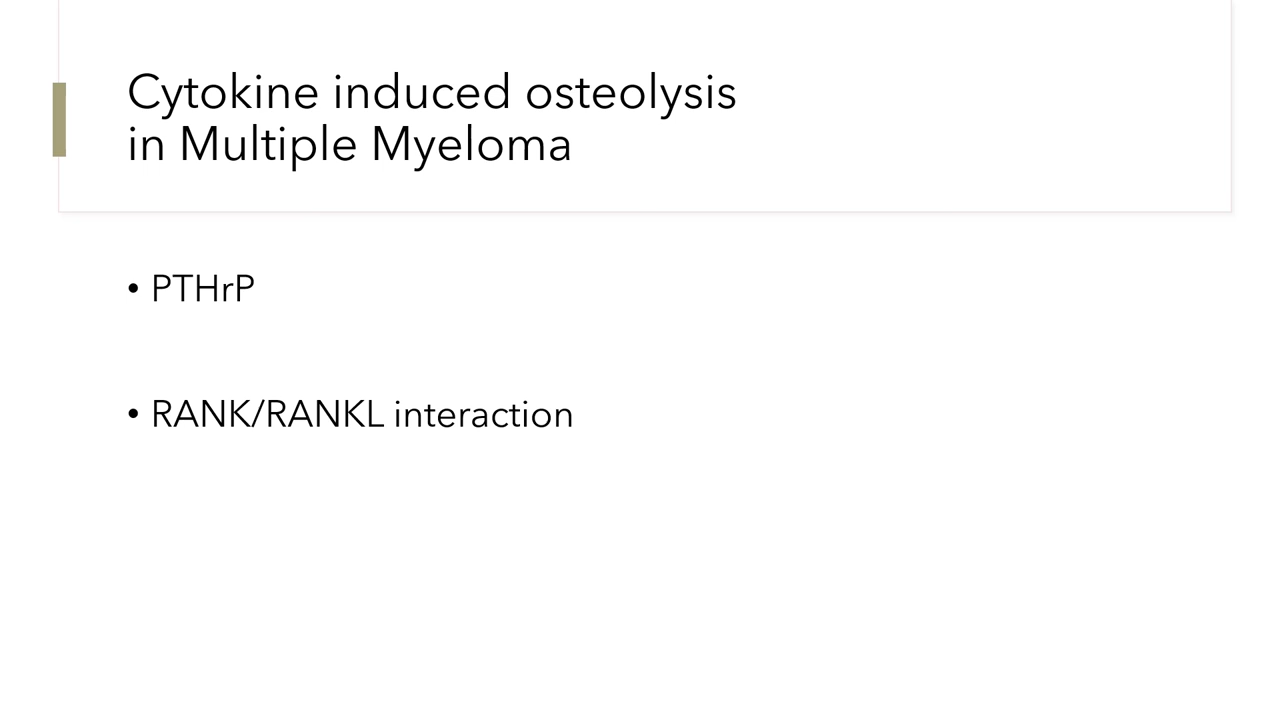 Cytokine induced osteolysis
in Multiple Myeloma
• PTHrP
• RANK/RANKL interaction